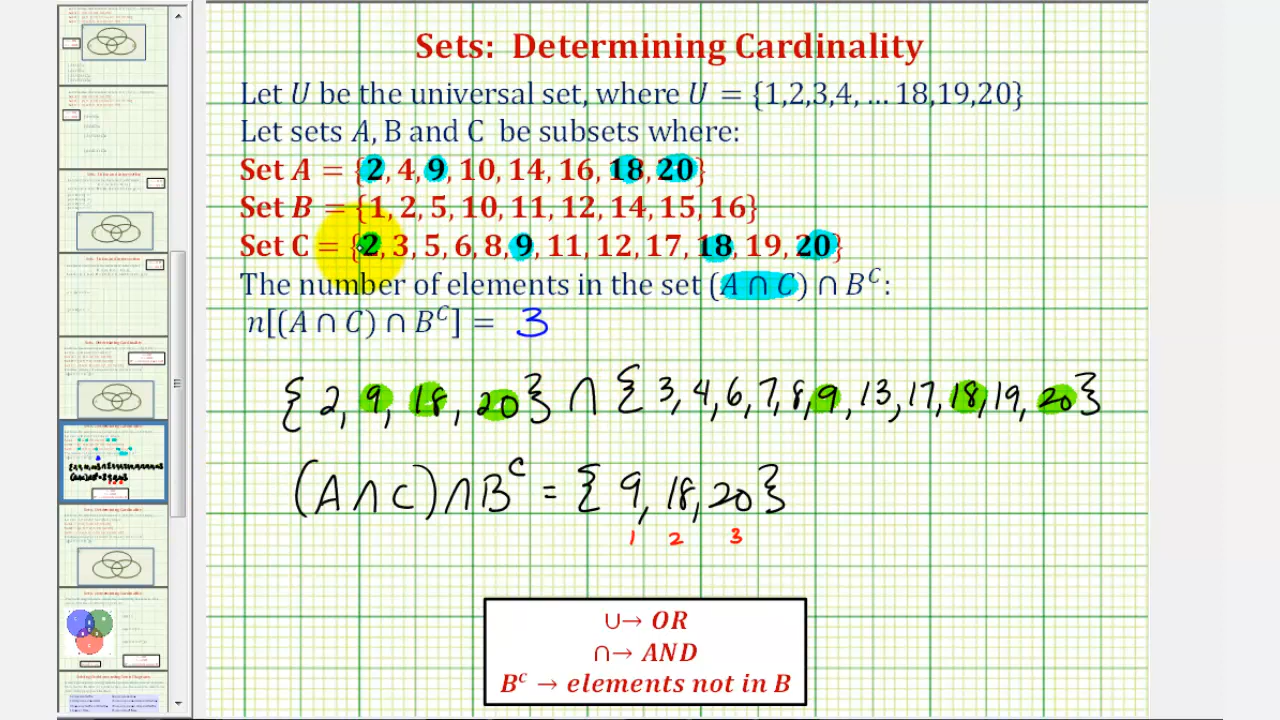 Sets: Determining Cardinality
Let U be the universal set, where U = {1,2,3,4, … 18,19,20}
Let sets A, B and C be subsets where:
Set A = {2, 4, 9, 10, 14, 16, 18, 20}
Set B = {1, 2, 5, 10, 11, 12, 14, 15, 16}
Set C = {2, 3, 5, 6, 8, 9, 11, 12, 17, 18, 19, 20}
The number of elements in the set (A ∩ C) ∩ Bᶜ:
n[(A ∩ C) ∩ Bᶜ] = 3
{2, 9, 18, 20} ∩ {3, 4, 6, 7, 8, 9, 13, 17, 18, 19, 20}
(A ∩ C) ∩ Bᶜ = {9, 18, 20}
1 2 3
∪→ OR
∩→ AND
Bᶜ → elements not in B